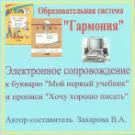 Образовательная система
"Гармония"
Электронное сопровождение
к букварю "Мой первый учебник"
и прописи "Хочу хорошо писать"
Автор-составитель Захарова В.А.